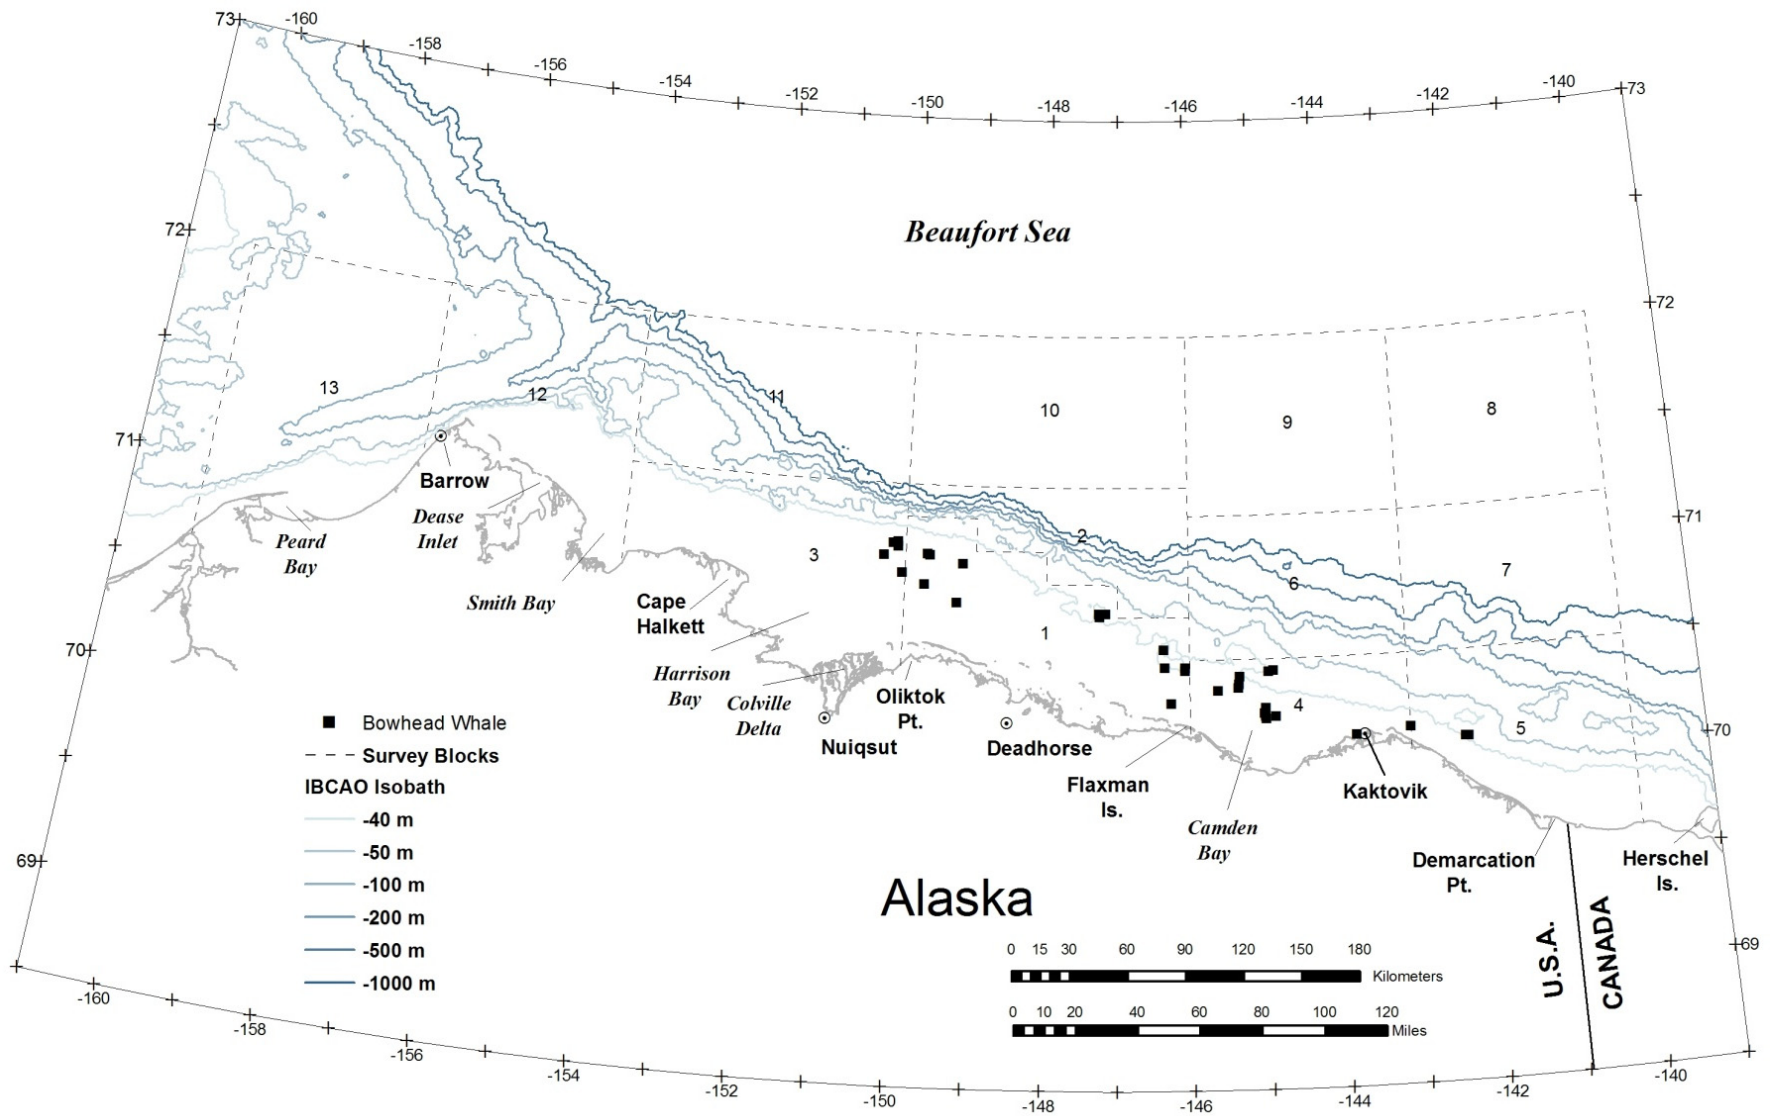 73
-160
-158
-156
-154
-152
-150
-148
-146
-144
-142
-140
73
72
Beaufort Sea
72
13
12
11
10
9
8
71
Barrow
Dease
Inlet
Peard
Bay
71
2
3
6
7
Smith Bay
Cape
Halkett
1
70
Harrison
Bay
Colville
Delta
Oliktok
Pt.
4
5
70
Nuiqsut
Deadhorse
Flaxman
Is.
Kaktovik
Camden
Bay
Demarcation
Pt.
Herschel
Is.
Bowhead Whale
Survey Blocks
IBCAO Isobath
-40 m
-50 m
-100 m
-200 m
-500 m
-1000 m
69
Alaska
U.S.A.
CANADA
69
0 15 30 60 90 120 150 180
Kilometers
0 10 20 40 60 80 100 120
Miles
-160
-158
-156
-154
-152
-150
-148
-146
-144
-142
-140